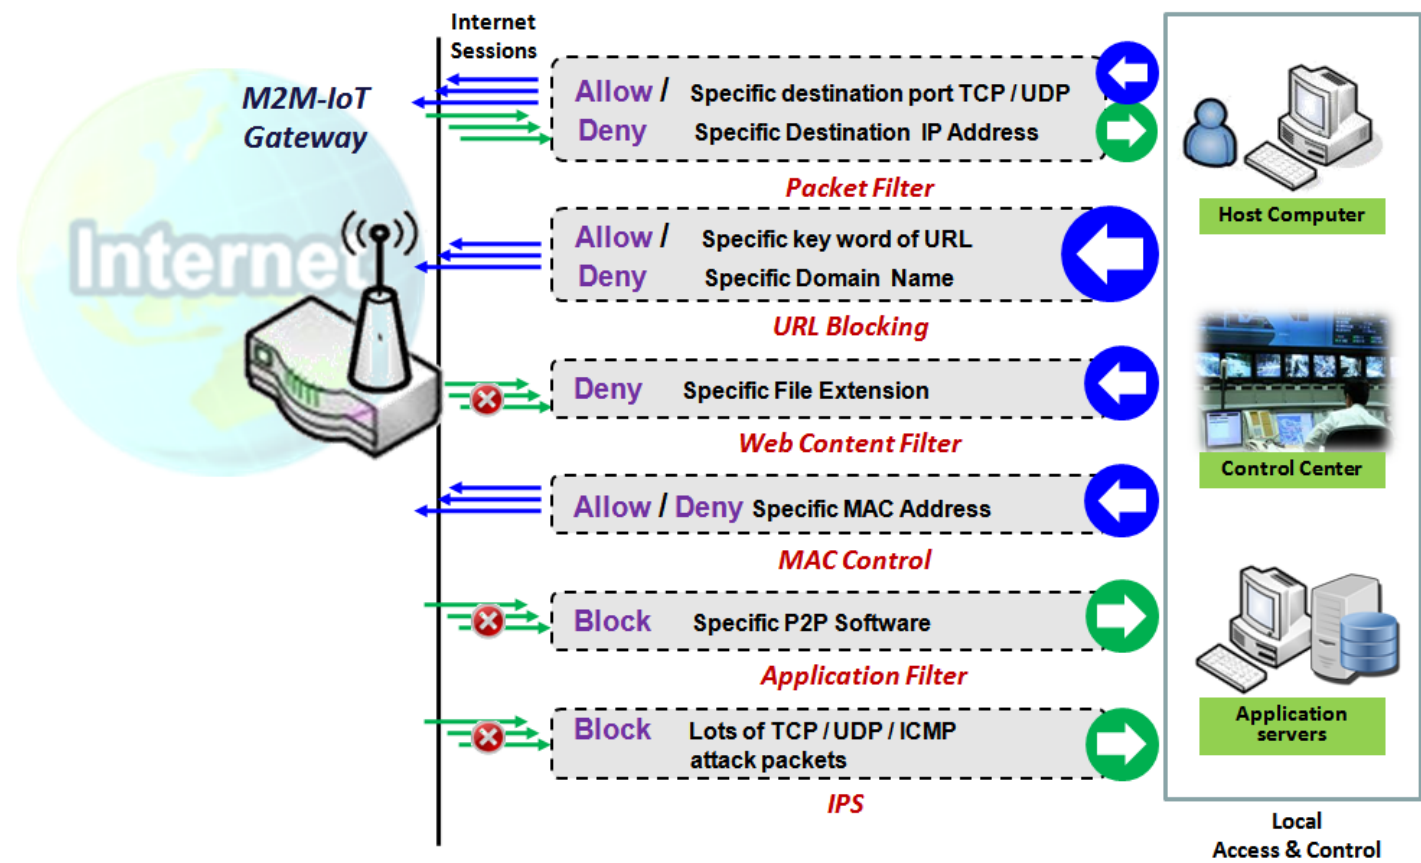 Internet
Sessions
M2M-IoT
Gateway
Internet
Allow / Specific destination port TCP / UDP
Deny Specific Destination IP Address
Packet Filter
Allow / Specific key word of URL
Deny Specific Domain Name
URL Blocking
Deny Specific File Extension
Web Content Filter
Allow / Deny Specific MAC Address
MAC Control
Block Specific P2P Software
Application Filter
Block Lots of TCP / UDP / ICMP
attack packets
IPS
Host Computer
Control Center
Application
servers
Local
Access & Control